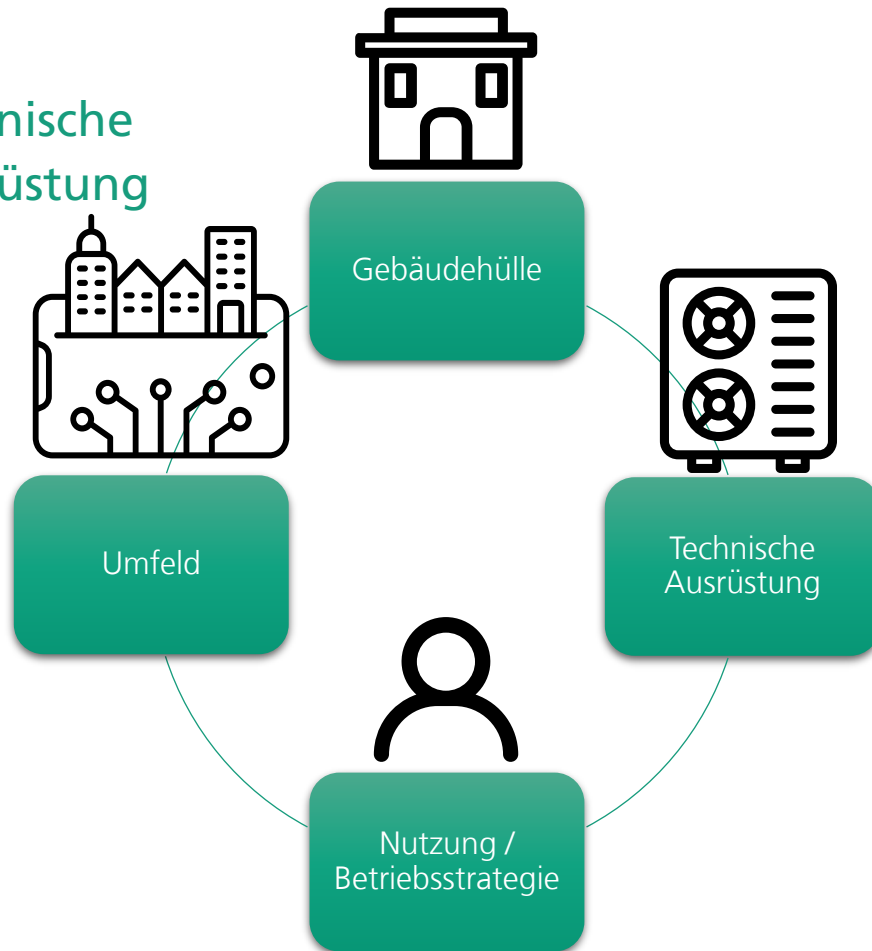 nische
üstung
Gebäudehülle
Umfeld
Technische
Ausrüstung
Nutzung /
Betriebsstrategie